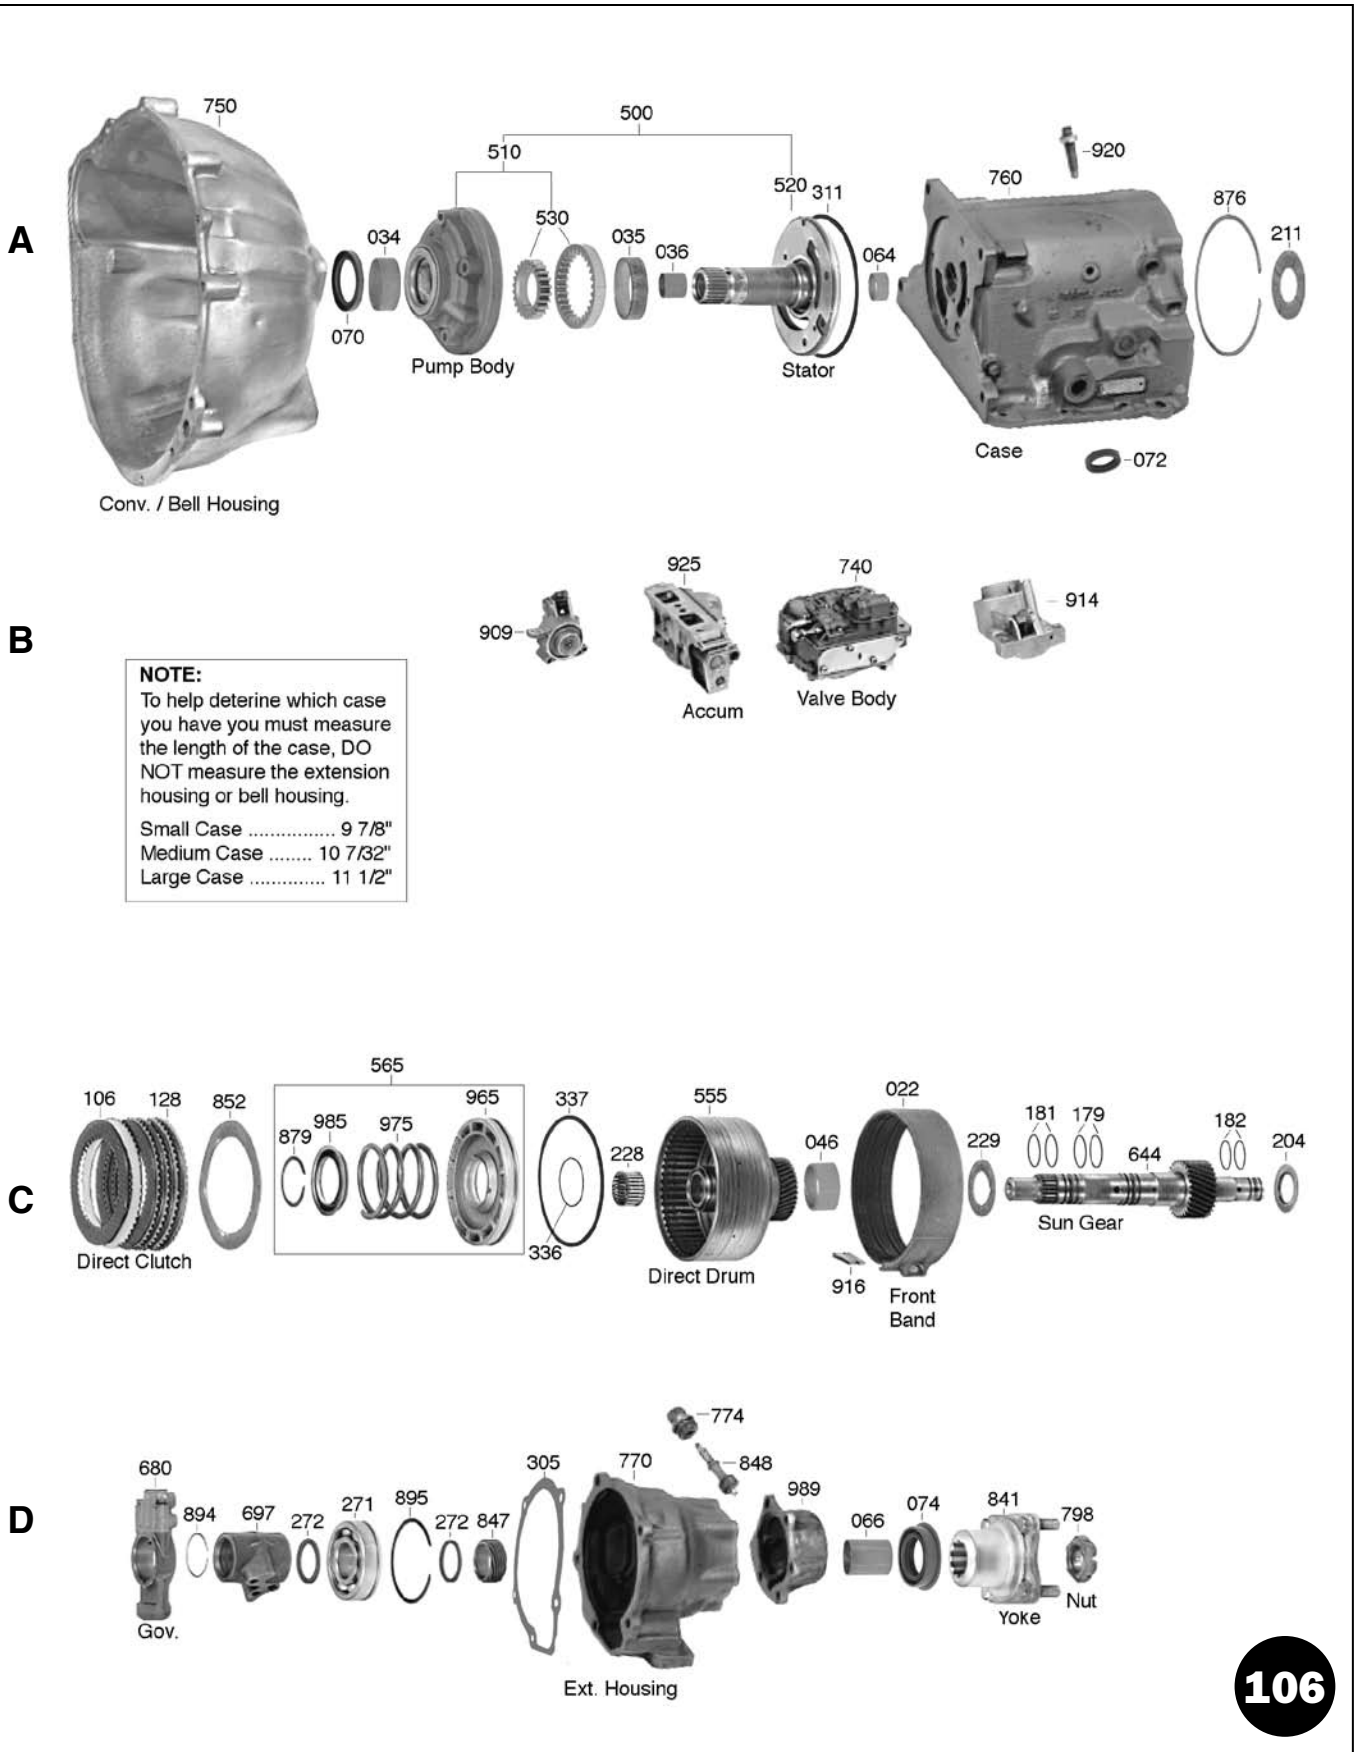 750
500
510
920
520
311
760
530
876
034
035
036
064
211
A
070
Pump Body
Stator
Case
072
Conv. / Bell Housing
925
740
914
909
B
Accum
Valve Body
NOTE:
To help deterine which case
you have you must measure
the length of the case, DO
NOT measure the extension
housing or bell housing.
Small Case ................ 9 7/8"
Medium Case ........ 10 7/32"
Large Case .............. 11 1/2"
565
106
128
852
879
985
975
965
337
555
022
181
179
182
228
046
229
644
204
C
336
916
Sun Gear
Direct Clutch
Direct Drum
Front
Band
774
848
680
305
770
894
697
272
271
895
272
847
989
066
074
841
798
D
Gov.
Yoke
Nut
Ext. Housing
106